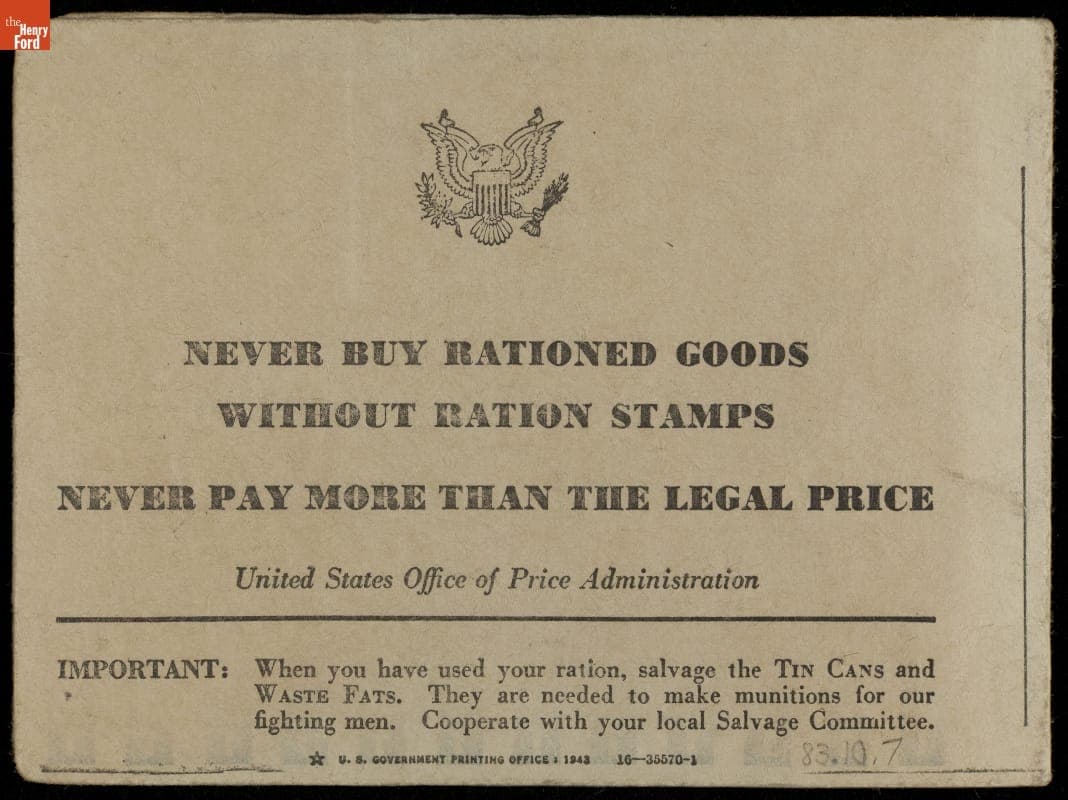 the
Henry
Ford
NEVER BUY RATIONED GOODS
WITHOUT RATION STAMPS
NEVER PAY MORE THAN THE LEGAL PRICE
United States Office of Price Administration
IMPORTANT: When you have used your ration, salvage the TIN CANS and
WASTE FATS. They are needed to make munitions for our
fighting men. Cooperate with your local Salvage Committee.
☆ U. S. GOVERNMENT PRINTING OFFICE : 1943 16—35570-1
83.10.7